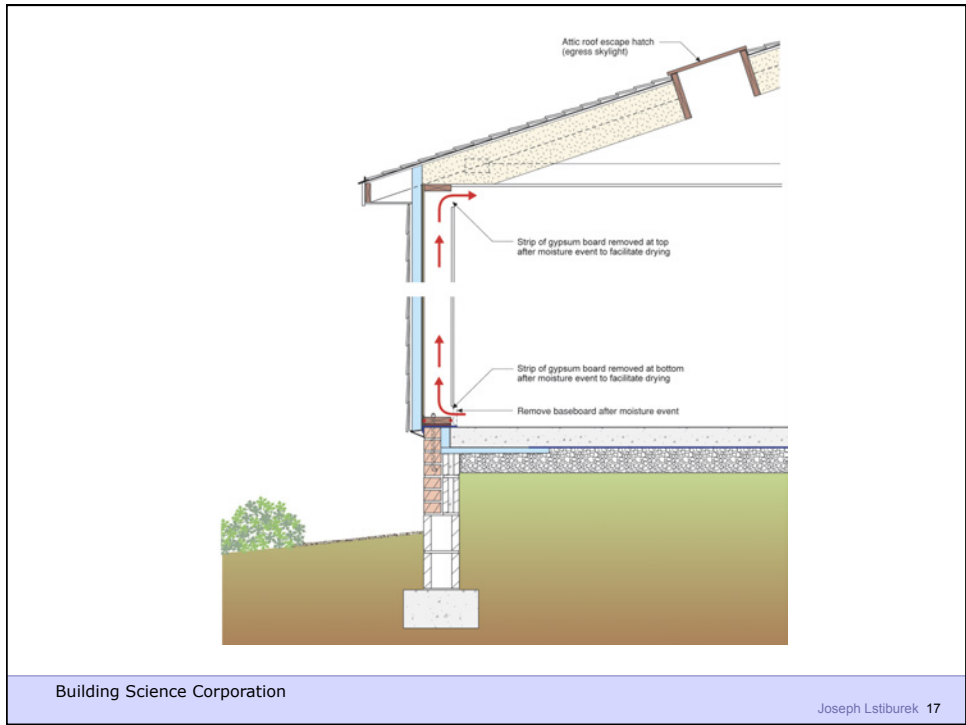 Attic roof escape hatch
(egress skylight)
Strip of gypsum board removed at top
after moisture event to facilitate drying
Strip of gypsum board removed at bottom
after moisture event to facilitate drying
Remove baseboard after moisture event
Building Science Corporation
Joseph Lstiburek 17